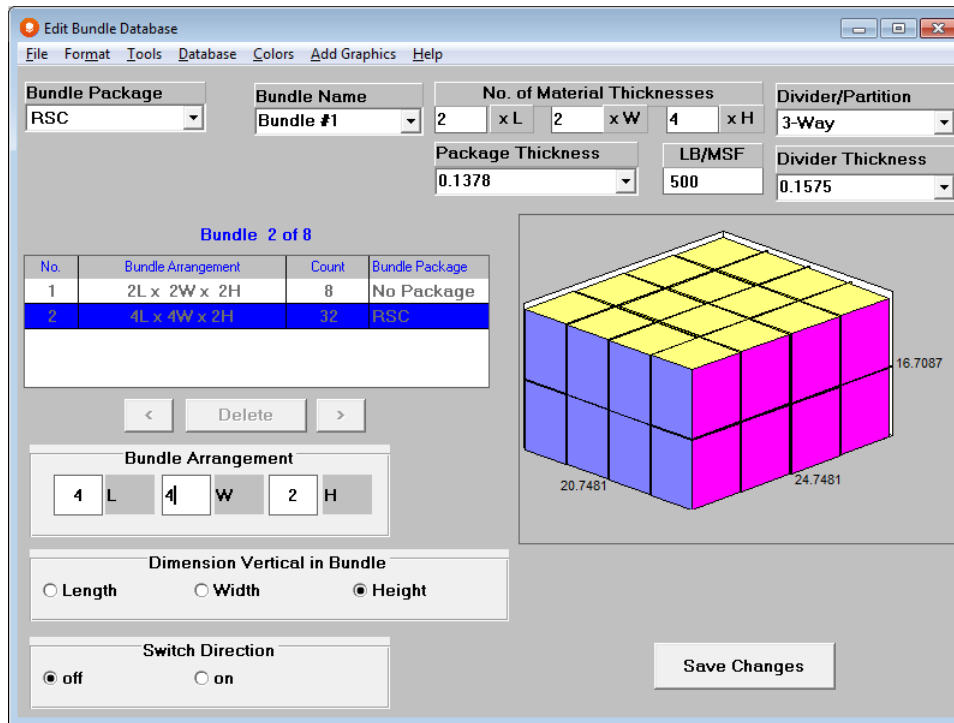 Edit Bundle Database
File Format Tools Database Colors Add Graphics Help
Bundle Package
RSC
Bundle Name
Bundle #1
No. of Material Thicknesses
2 x L 2 x W 4 x H
Divider/Partition
3-Way
Package Thickness
0.1378
LB/MSF
500
Divider Thickness
0.1575
Bundle 2 of 8
No. Bundle Arrangement Count Bundle Package
1 2L x 2W x 2H 8 No Package
2 4L x 4W x 2H 32 RSC
< Delete >
16.7087
20.7481
24.7481
Bundle Arrangement
4 L 4 W 2 H
Dimension Vertical in Bundle
Length Width Height
Switch Direction
off on
Save Changes